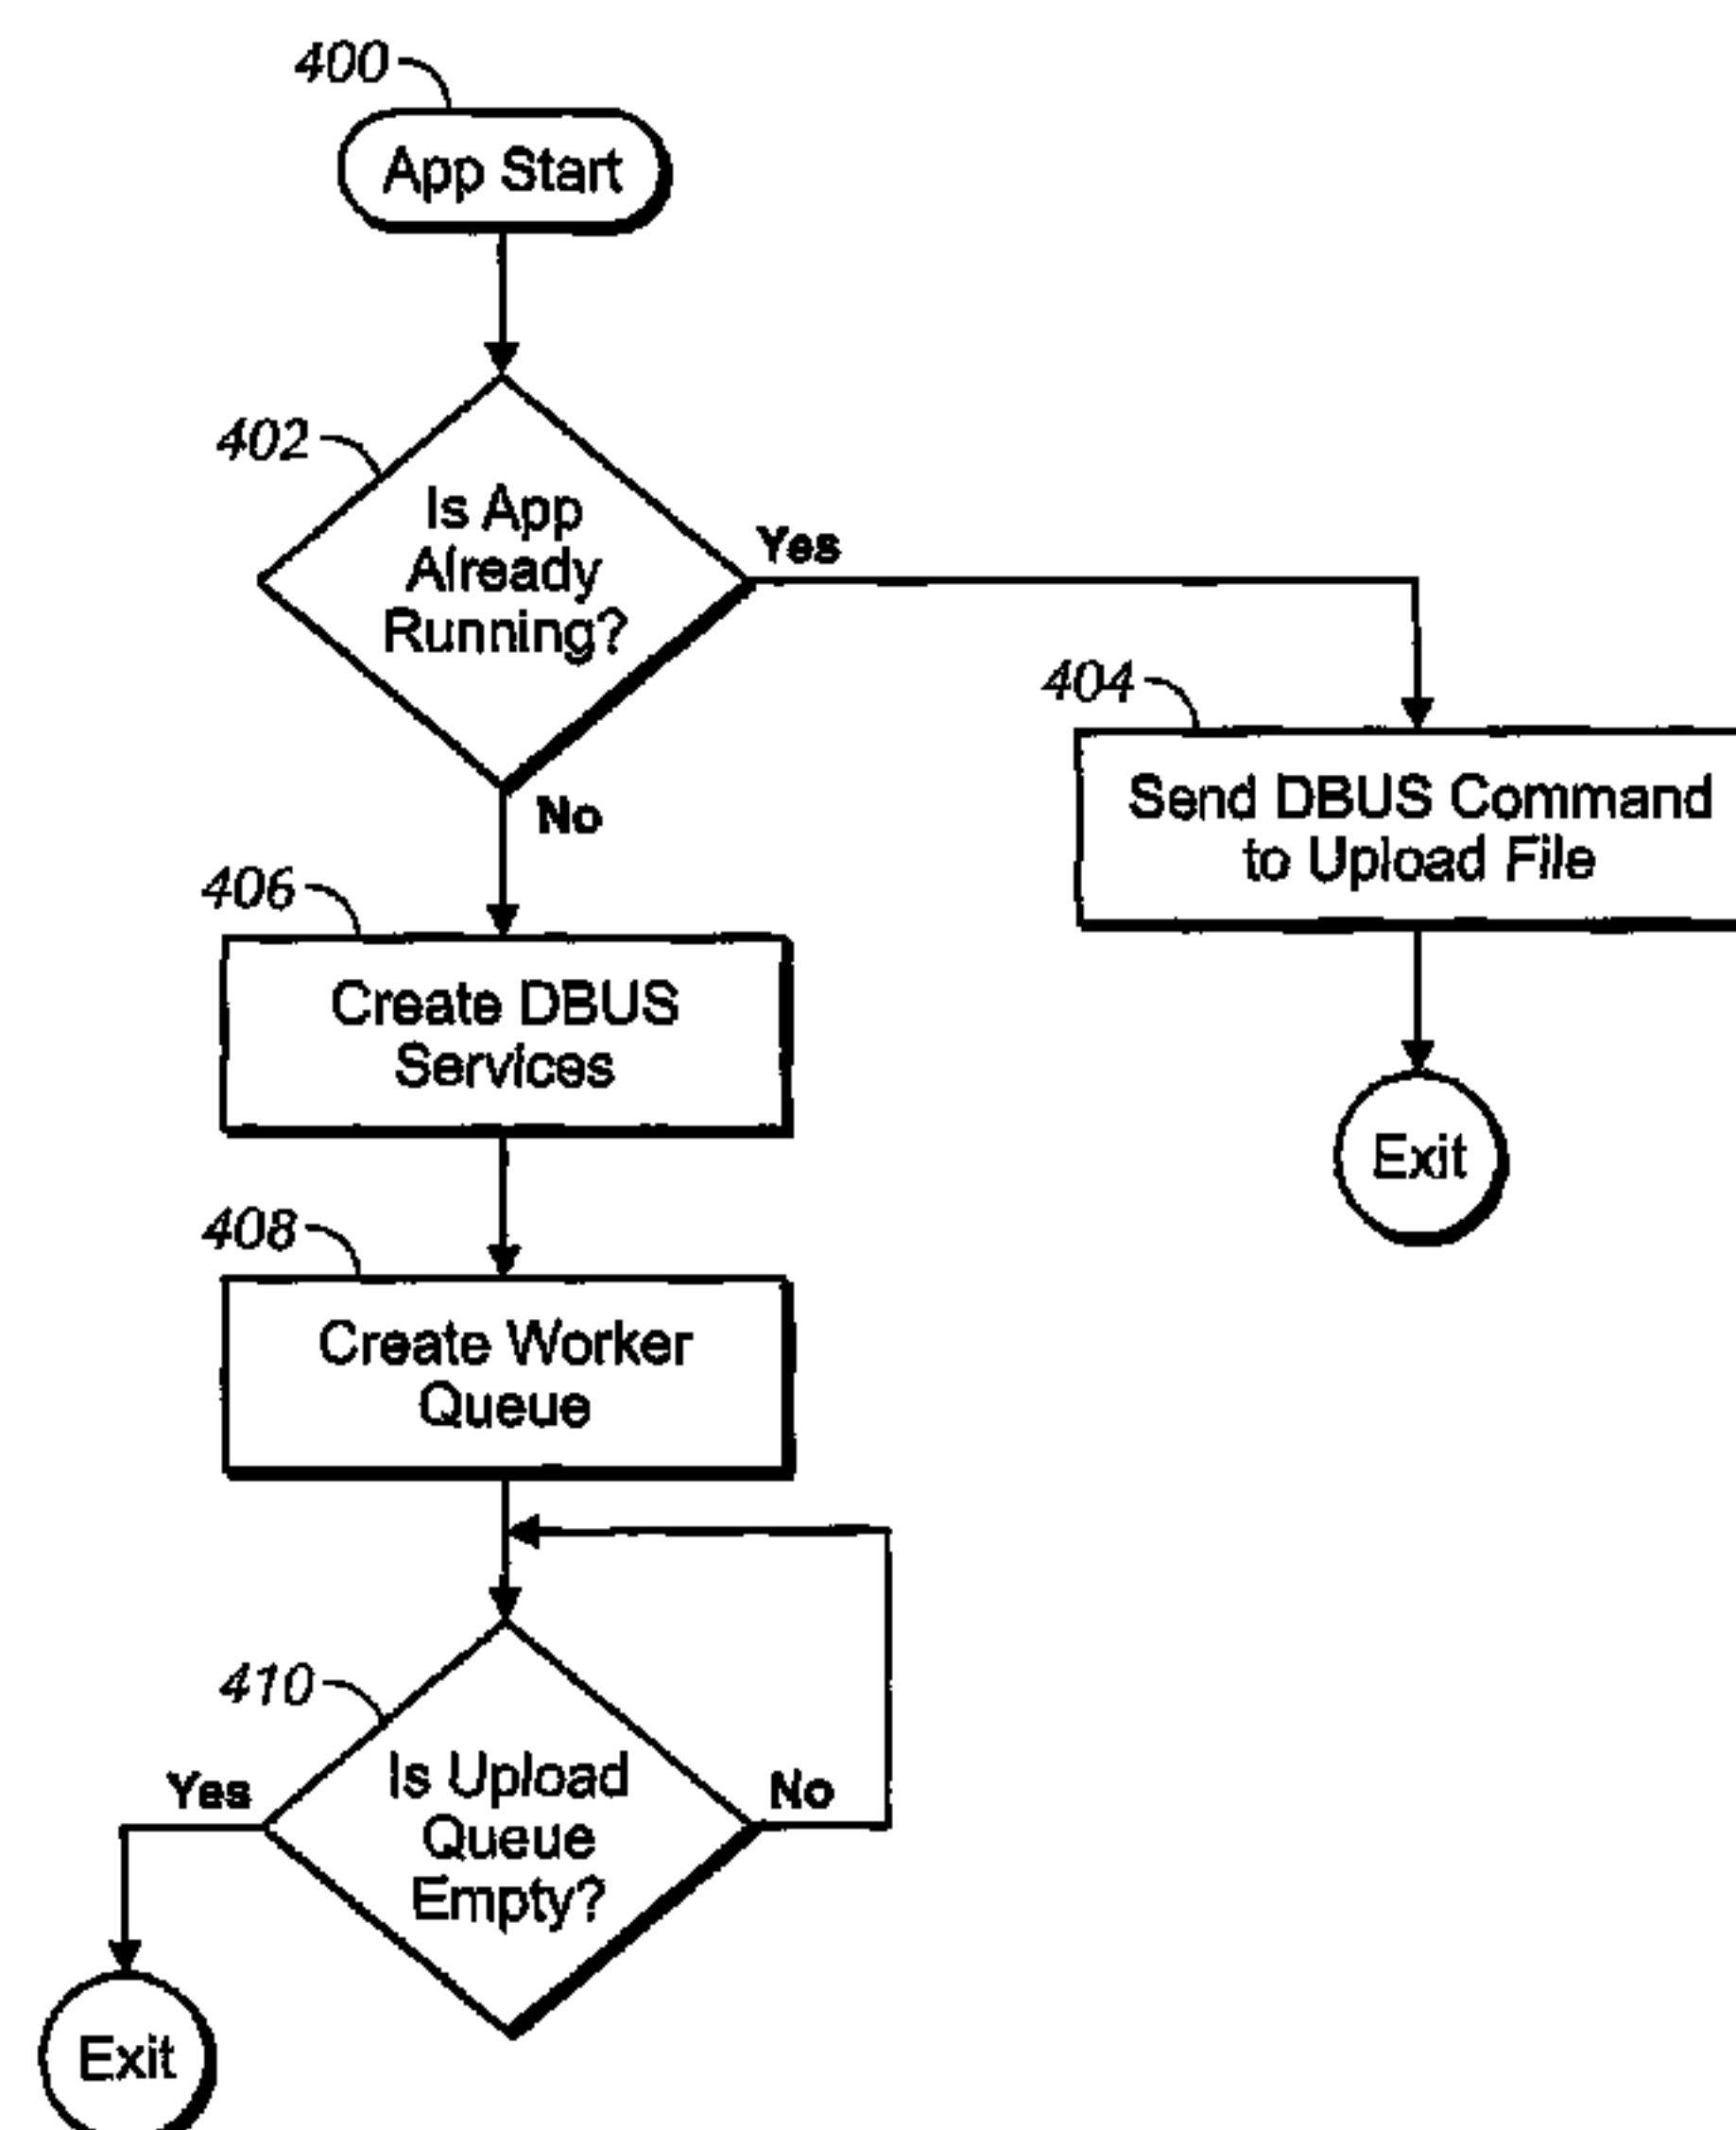 400
App Start
402
Is App
Already
Running?
Yes
No
404
Send DBUS Command
to Upload File
Exit
406
Create DBUS
Services
408
Create Worker
Queue
410
Is Upload
Queue
Empty?
Yes
No
Exit